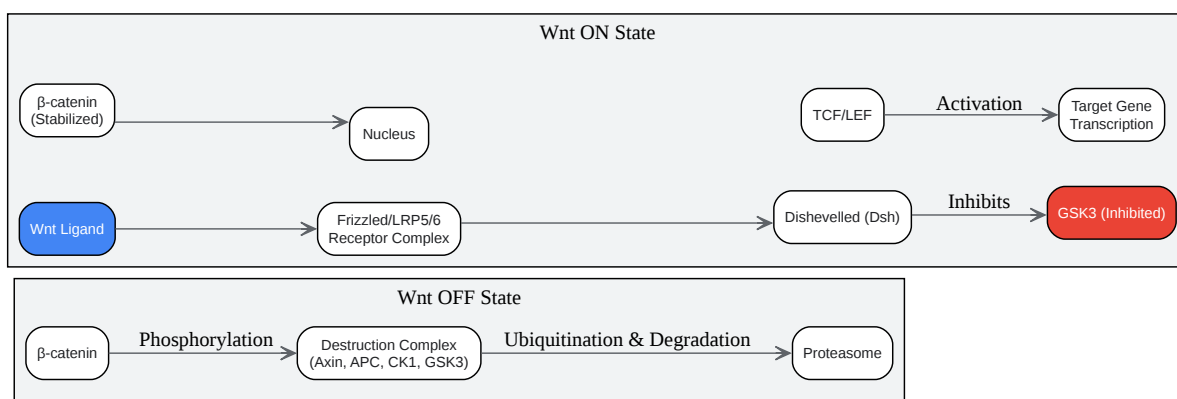 Wnt ON State
β-catenin
(Stabilized)
Nucleus
TCF/LEF
Activation
Target Gene
Transcription
Wnt Ligand
Frizzled/LRP5/6
Receptor Complex
Dishevelled (Dsh)
Inhibits
GSK3 (Inhibited)
Wnt OFF State
β-catenin
Phosphorylation
Destruction Complex
(Axin, APC, CK1, GSK3)
Ubiquitination & Degradation
Proteasome